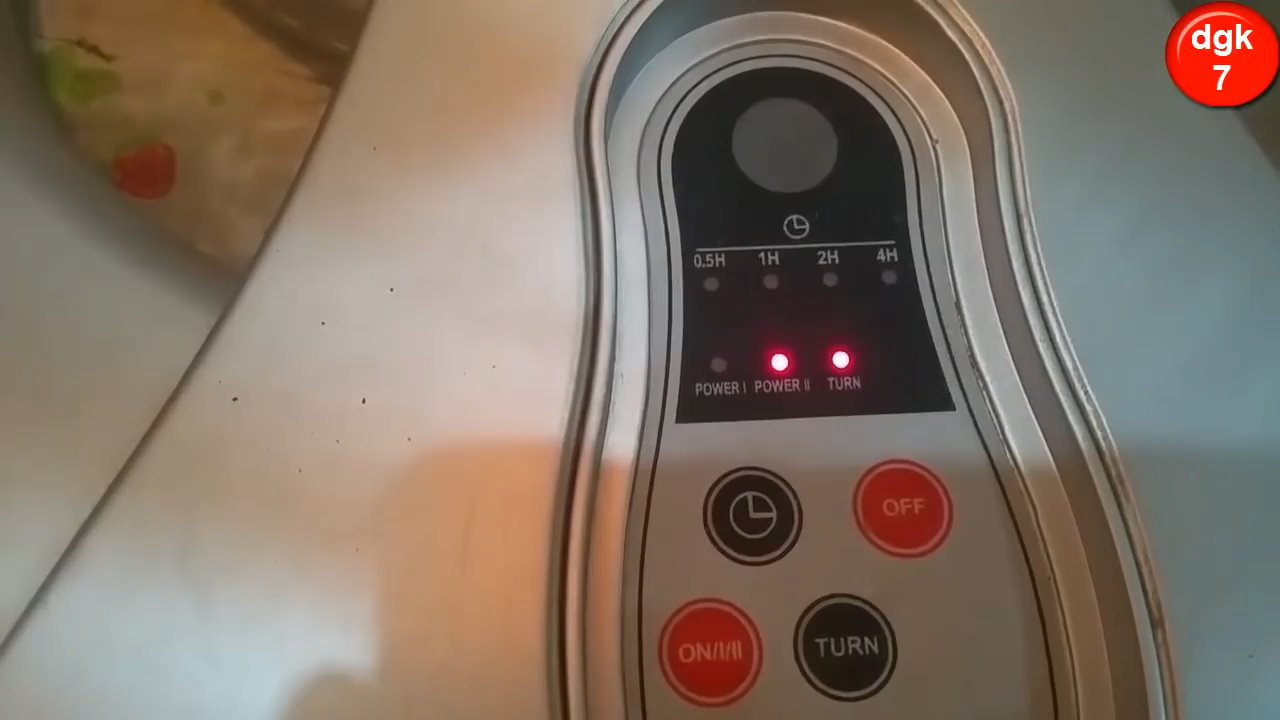 dgk
7
0.5H 1H 2H 4H
POWER I POWER II TURN
OFF
ON/I/II TURN